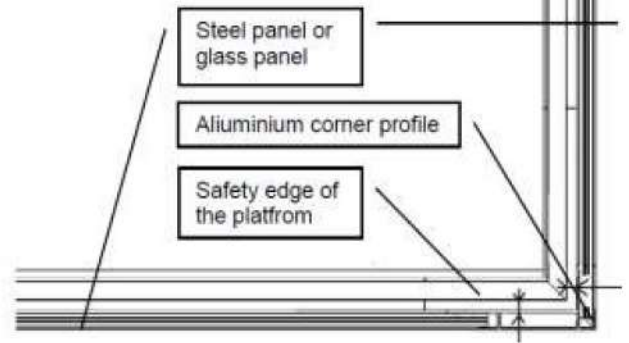 Steel panel or
glass panel
Aliuminium corner profile
Safety edge of
the platfrom